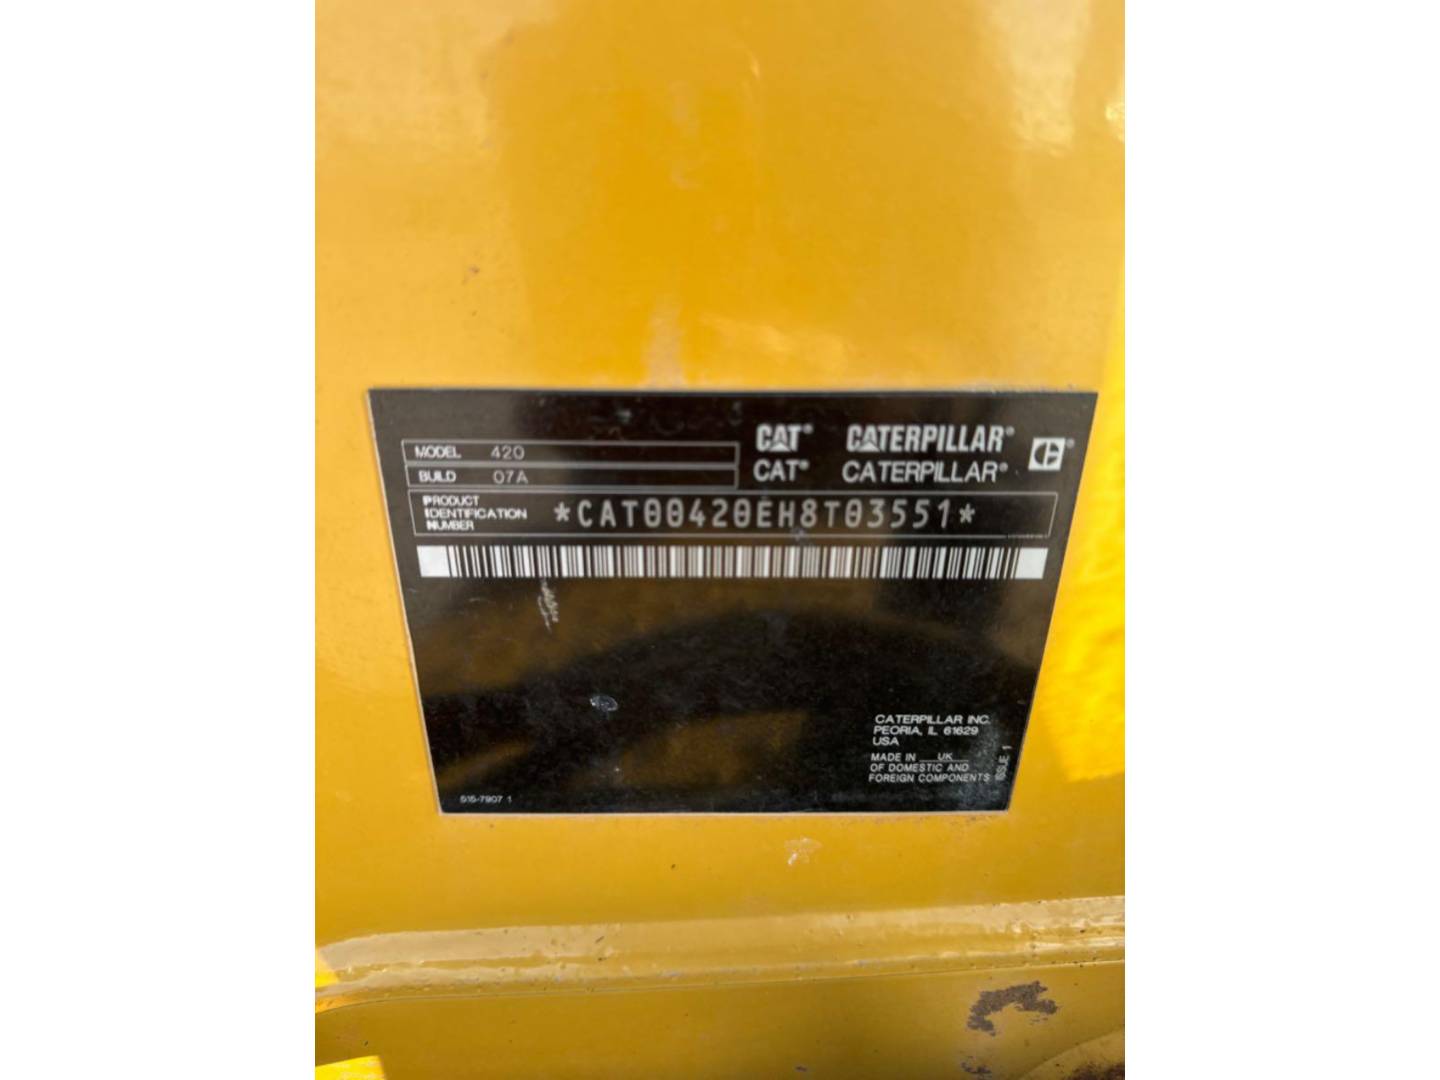 CAT® CATERPILLAR®
MODEL 420
CAT® CATERPILLAR®
BUILD 07A
PRODUCT
IDENTIFICATION
NUMBER
*CAT00420EH8T03551*
CATERPILLAR INC.
PEORIA, IL 61629
USA
MADE IN UK
OF DOMESTIC AND
FOREIGN COMPONENTS
ISSUE 1
515-7907 1